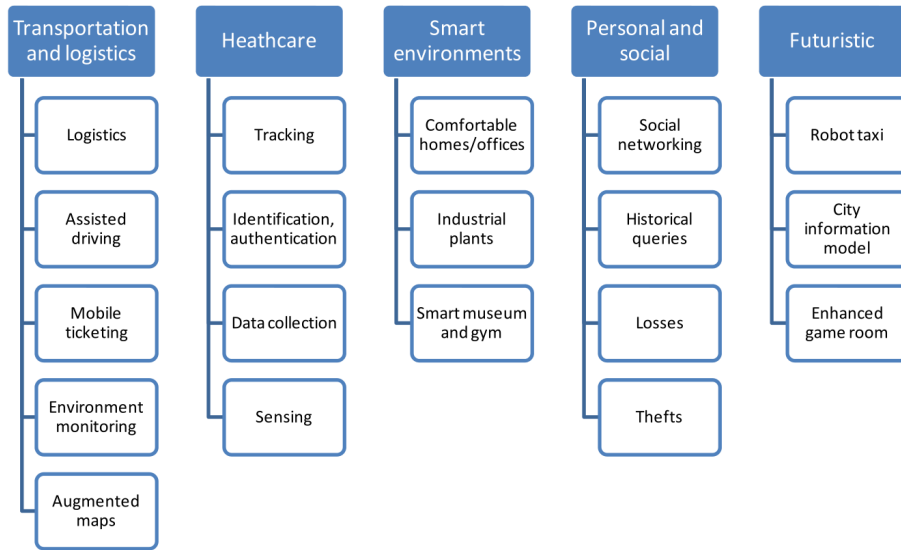 Transportation
and logistics
Logistics
Assisted
driving
Mobile
ticketing
Environment
monitoring
Augmented
maps
Heathcare
Tracking
Identification,
authentication
Data collection
Sensing
Smart
environments
Comfortable
homes/offices
Industrial
plants
Smart museum
and gym
Personal and
social
Social
networking
Historical
queries
Losses
Thefts
Futuristic
Robot taxi
City
information
model
Enhanced
game room